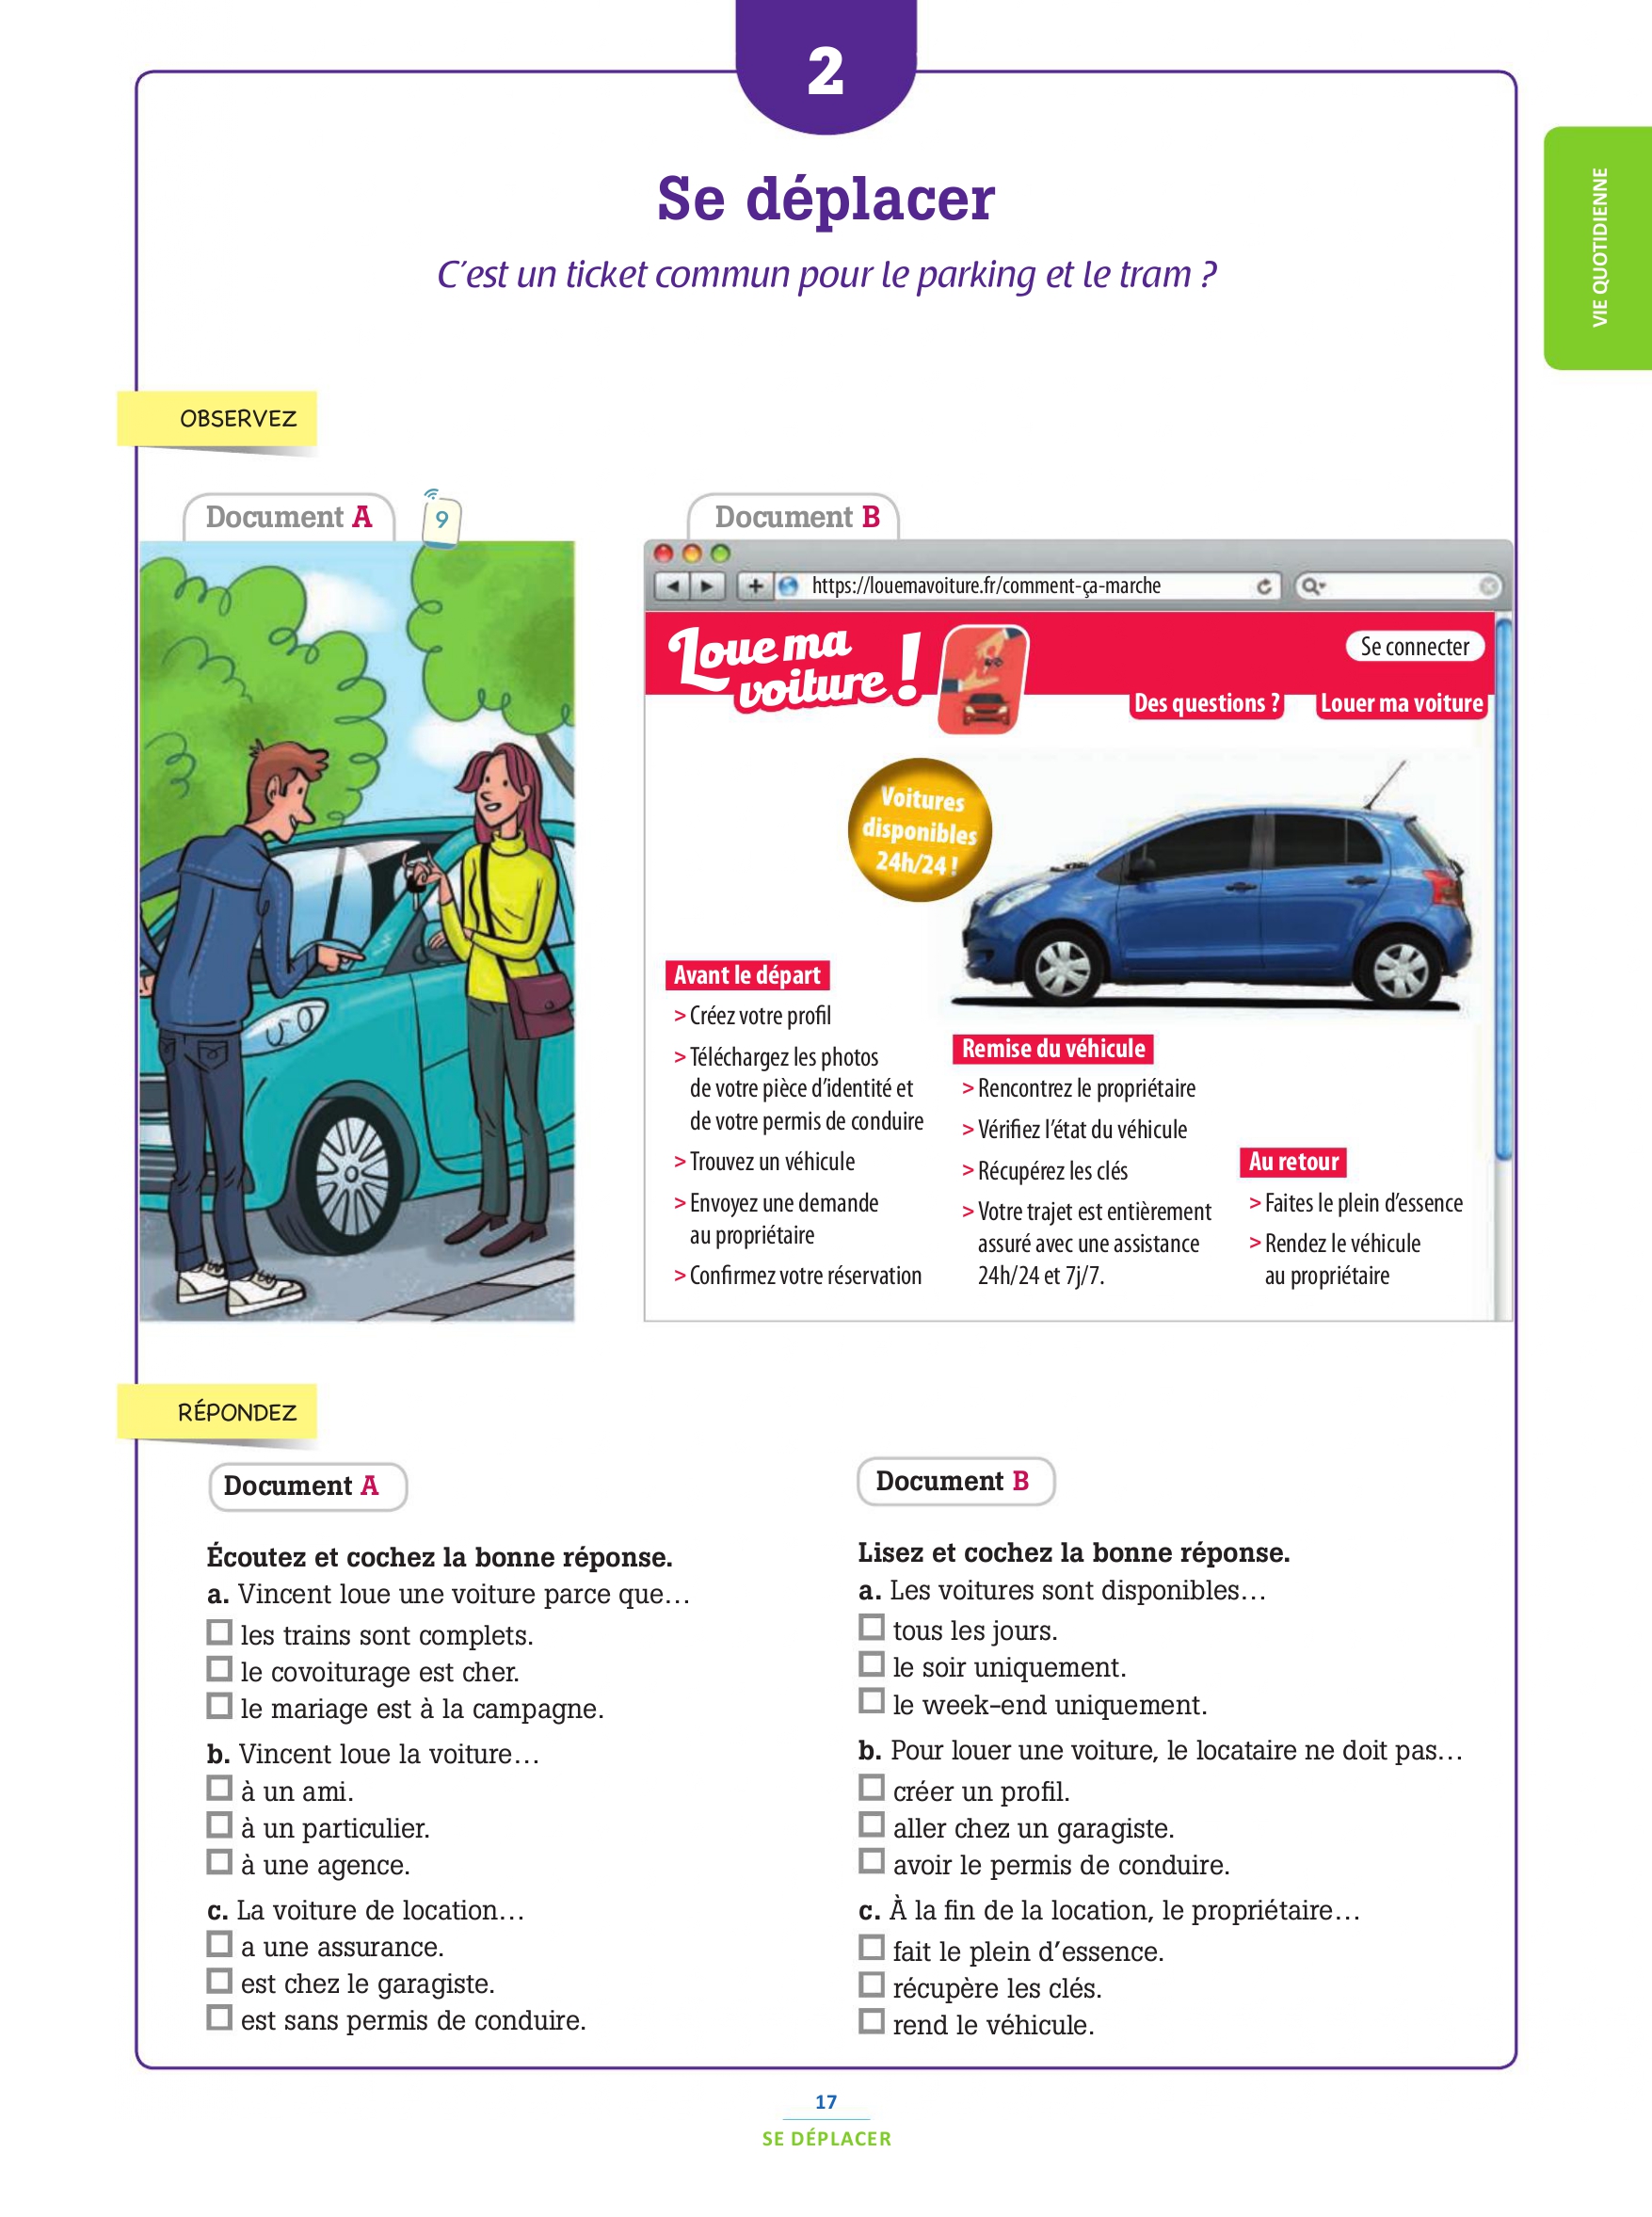 2
Se déplacer
C'est un ticket commun pour le parking et le tram ?
VIE QUOTIDIENNE
OBSERVEZ
Document A
9
Document B
https://louemavoiture.fr/comment-ça-marche
Loue ma
voiture !
Se connecter
Des questions ?
Louer ma voiture
Voitures
disponibles
24h/24 !
Avant le départ
> Créez votre profil
> Téléchargez les photos
de votre pièce d'identité et
de votre permis de conduire
> Trouvez un véhicule
> Envoyez une demande
au propriétaire
> Confirmez votre réservation
Remise du véhicule
> Rencontrez le propriétaire
> Vérifiez l'état du véhicule
> Récupérez les clés
> Votre trajet est entièrement
assuré avec une assistance
24h/24 et 7j/7.
Au retour
> Faites le plein d'essence
> Rendez le véhicule
au propriétaire
RÉPONDEZ
Document A
Écoutez et cochez la bonne réponse.
a. Vincent loue une voiture parce que…
les trains sont complets.
le covoiturage est cher.
le mariage est à la campagne.
b. Vincent loue la voiture…
à un ami.
à un particulier.
à une agence.
c. La voiture de location…
a une assurance.
est chez le garagiste.
est sans permis de conduire.
Document B
Lisez et cochez la bonne réponse.
a. Les voitures sont disponibles…
tous les jours.
le soir uniquement.
le week-end uniquement.
b. Pour louer une voiture, le locataire ne doit pas…
créer un profil.
aller chez un garagiste.
avoir le permis de conduire.
c. À la fin de la location, le propriétaire…
fait le plein d'essence.
récupère les clés.
rend le véhicule.
17
SE DÉPLACER